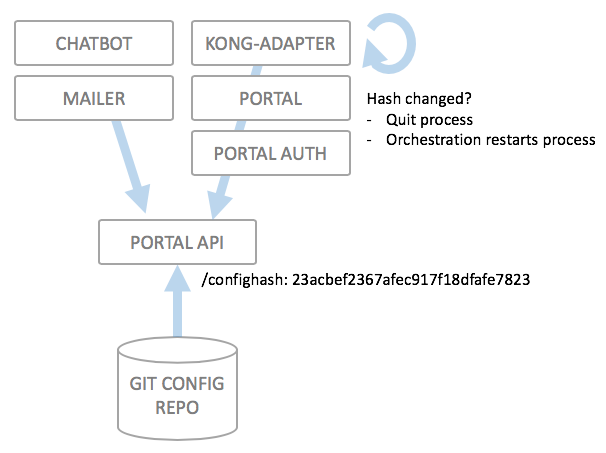 CHATBOT
KONG-ADAPTER
MAILER
PORTAL
PORTAL AUTH
Hash changed?
- Quit process
- Orchestration restarts process
PORTAL API
/confighash: 23acbef2367afec917f18dfafe7823
GIT CONFIG
REPO